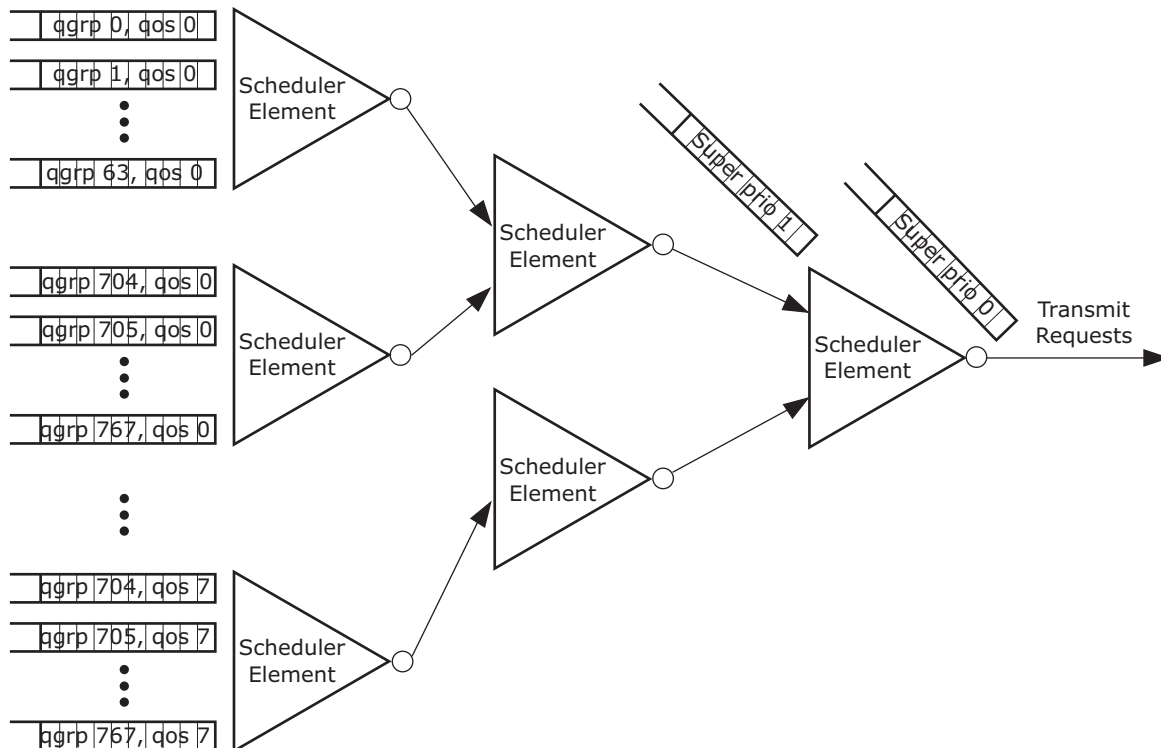 qgrp 0, qos 0
qgrp 1, qos 0
qgrp 63, qos 0
Scheduler
Element
qgrp 704, qos 0
qgrp 705, qos 0
qgrp 767, qos 0
Scheduler
Element
qgrp 704, qos 7
qgrp 705, qos 7
qgrp 767, qos 7
Scheduler
Element
Scheduler
Element
Scheduler
Element
Super prio 1
Super prio 0
Scheduler
Element
Transmit
Requests